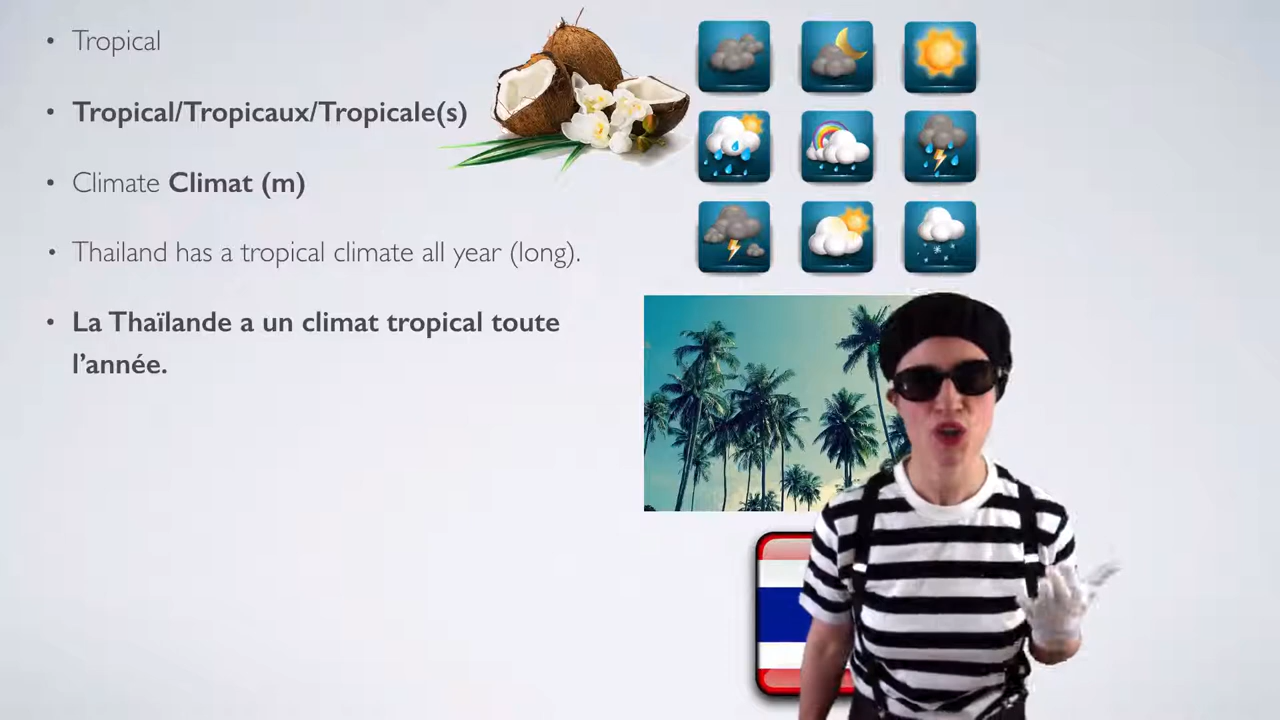 • Tropical
• Tropical/Tropicaux/Tropicale(s)
• Climate Climat (m)
• Thailand has a tropical climate all year (long).
• La Thaïlande a un climat tropical toute
l’année.